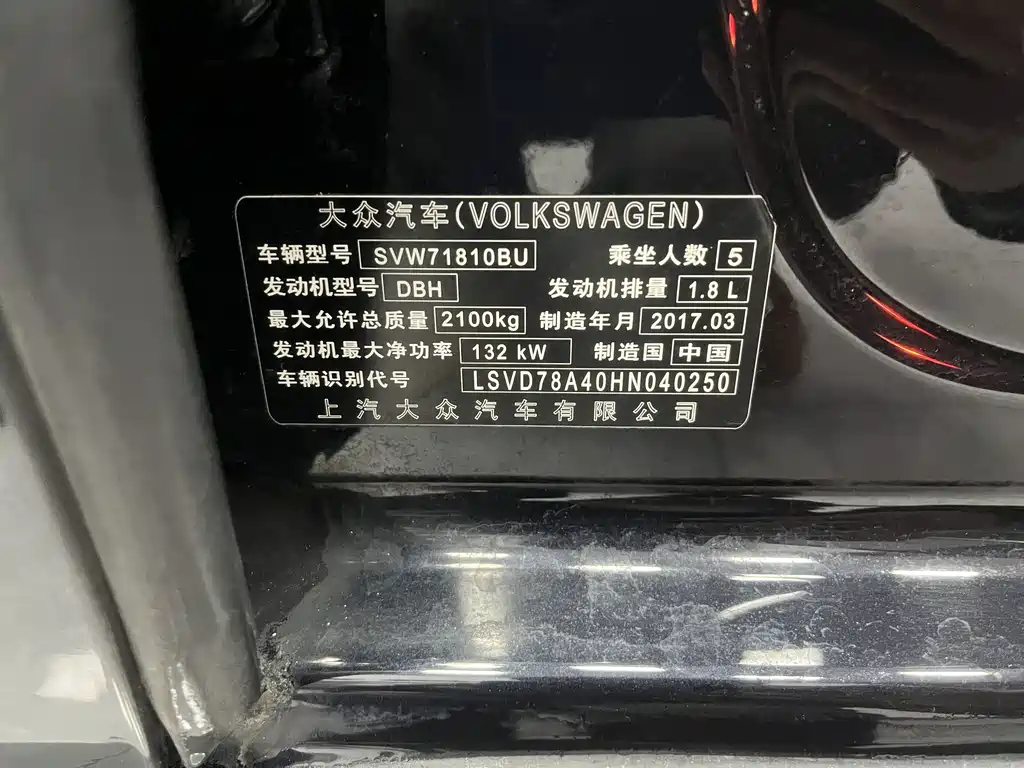 大众汽车(VOLKSWAGEN)
车辆型号 SVW71810BU 乘坐人数 5
发动机型号 DBH 发动机排量 1.8 L
最大允许总质量 2100kg 制造年月 2017.03
发动机最大净功率 132 kW 制造国 中国
车辆识别代号 LSVD78A40HN040250
上汽大众汽车有限公司